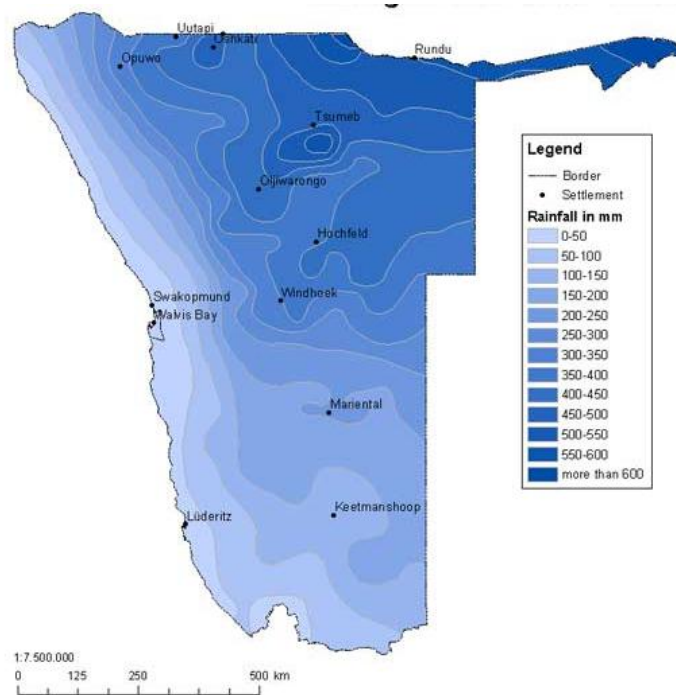 Uutapi
Oshikati
Rundu
Opuwo
Tsumeb
Otjiwarongo
Hochfeld
Swakopmund
Windhoek
Walvis Bay
Mariental
Keetmanshoop
Lüderitz
Legend
Border
Settlement
Rainfall in mm
0-50
50-100
100-150
150-200
200-250
250-300
300-350
350-400
400-450
450-500
500-550
550-600
more than 600
1:7.500.000
0 125 250 500 km